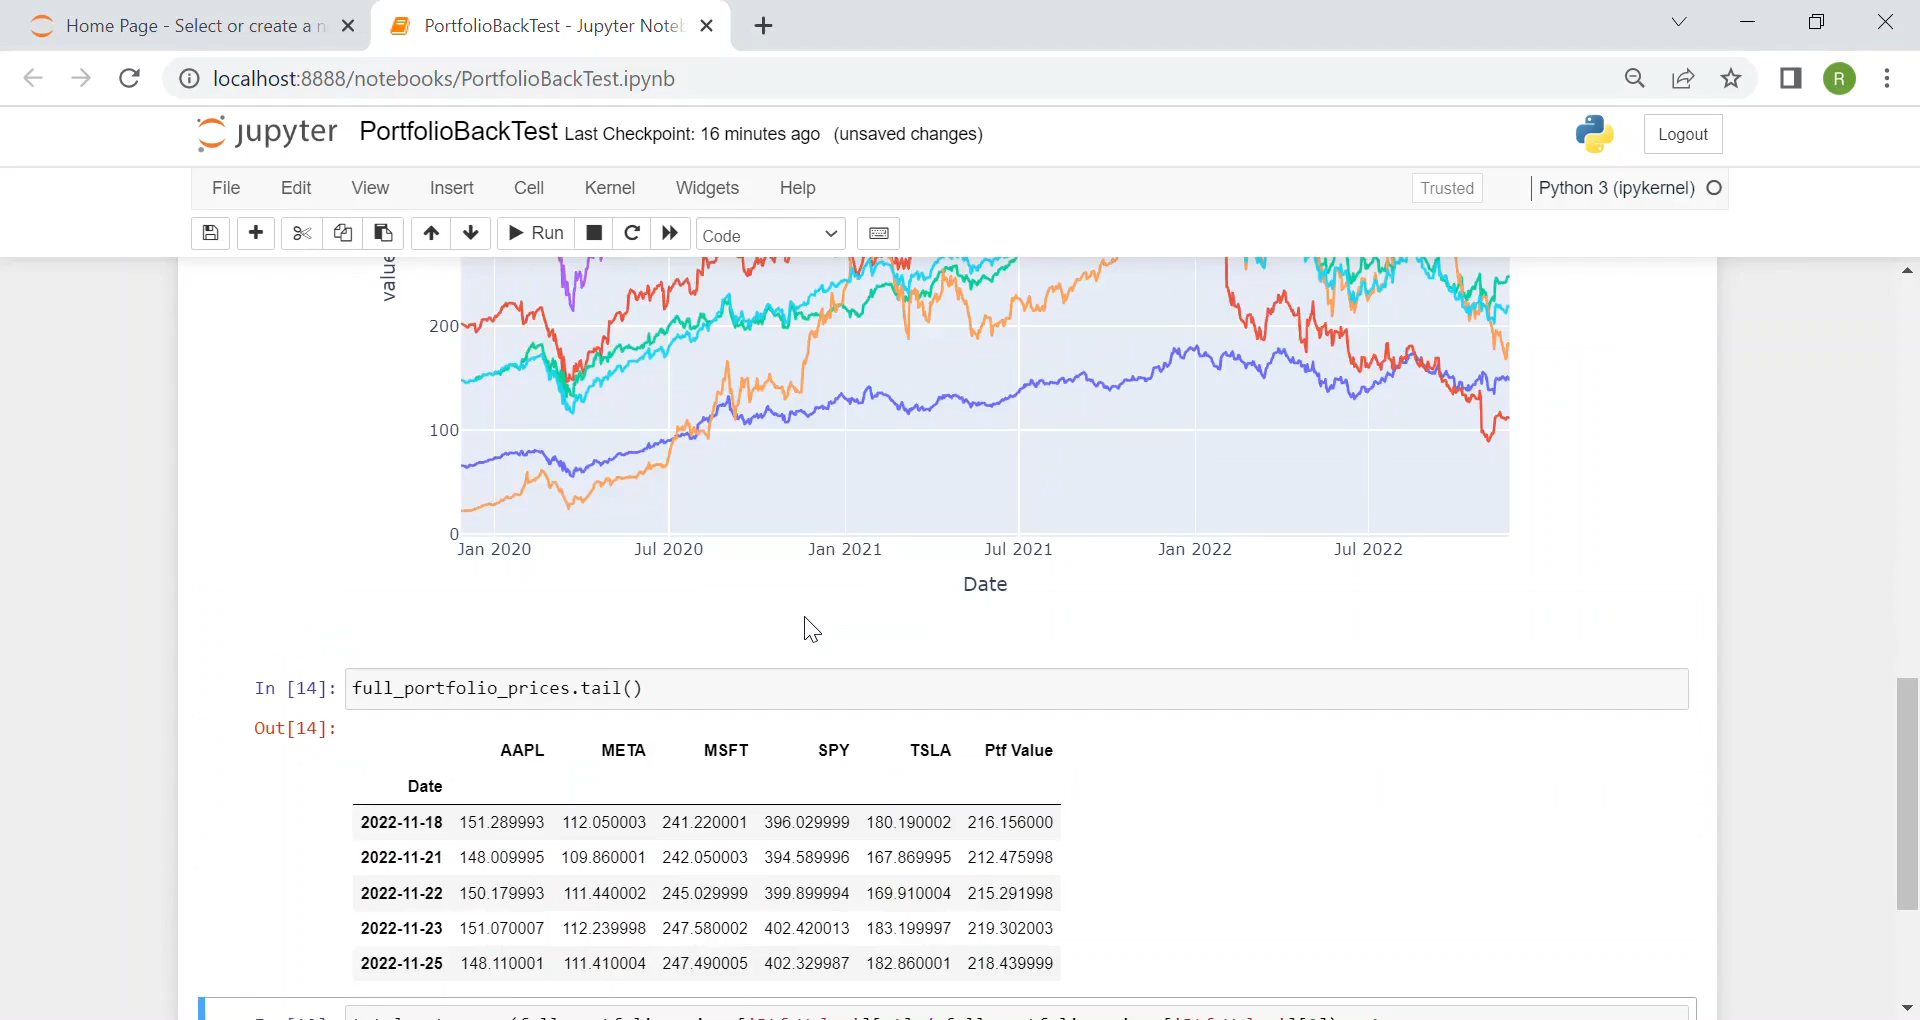 Home Page - Select or create a n
PortfolioBackTest - Jupyter Noteb
localhost:8888/notebooks/PortfolioBackTest.ipynb
R
jupyter PortfolioBackTest Last Checkpoint: 16 minutes ago (unsaved changes)
Logout
File Edit View Insert Cell Kernel Widgets Help
Trusted
Python 3 (ipykernel)
Run
Code
value
200
100
0
Jan 2020 Jul 2020 Jan 2021 Jul 2021 Jan 2022 Jul 2022
Date
In [14]: full_portfolio_prices.tail()
Out[14]:
AAPL META MSFT SPY TSLA Ptf Value
Date
2022-11-18 151.289993 112.050003 241.220001 396.029999 180.190002 216.156000
2022-11-21 148.009995 109.860001 242.050003 394.589996 167.869995 212.475998
2022-11-22 150.179993 111.440002 245.029999 399.899994 169.910004 215.291998
2022-11-23 151.070007 112.239998 247.580002 402.420013 183.199997 219.302003
2022-11-25 148.110001 111.410004 247.490005 402.329987 182.860001 218.439999